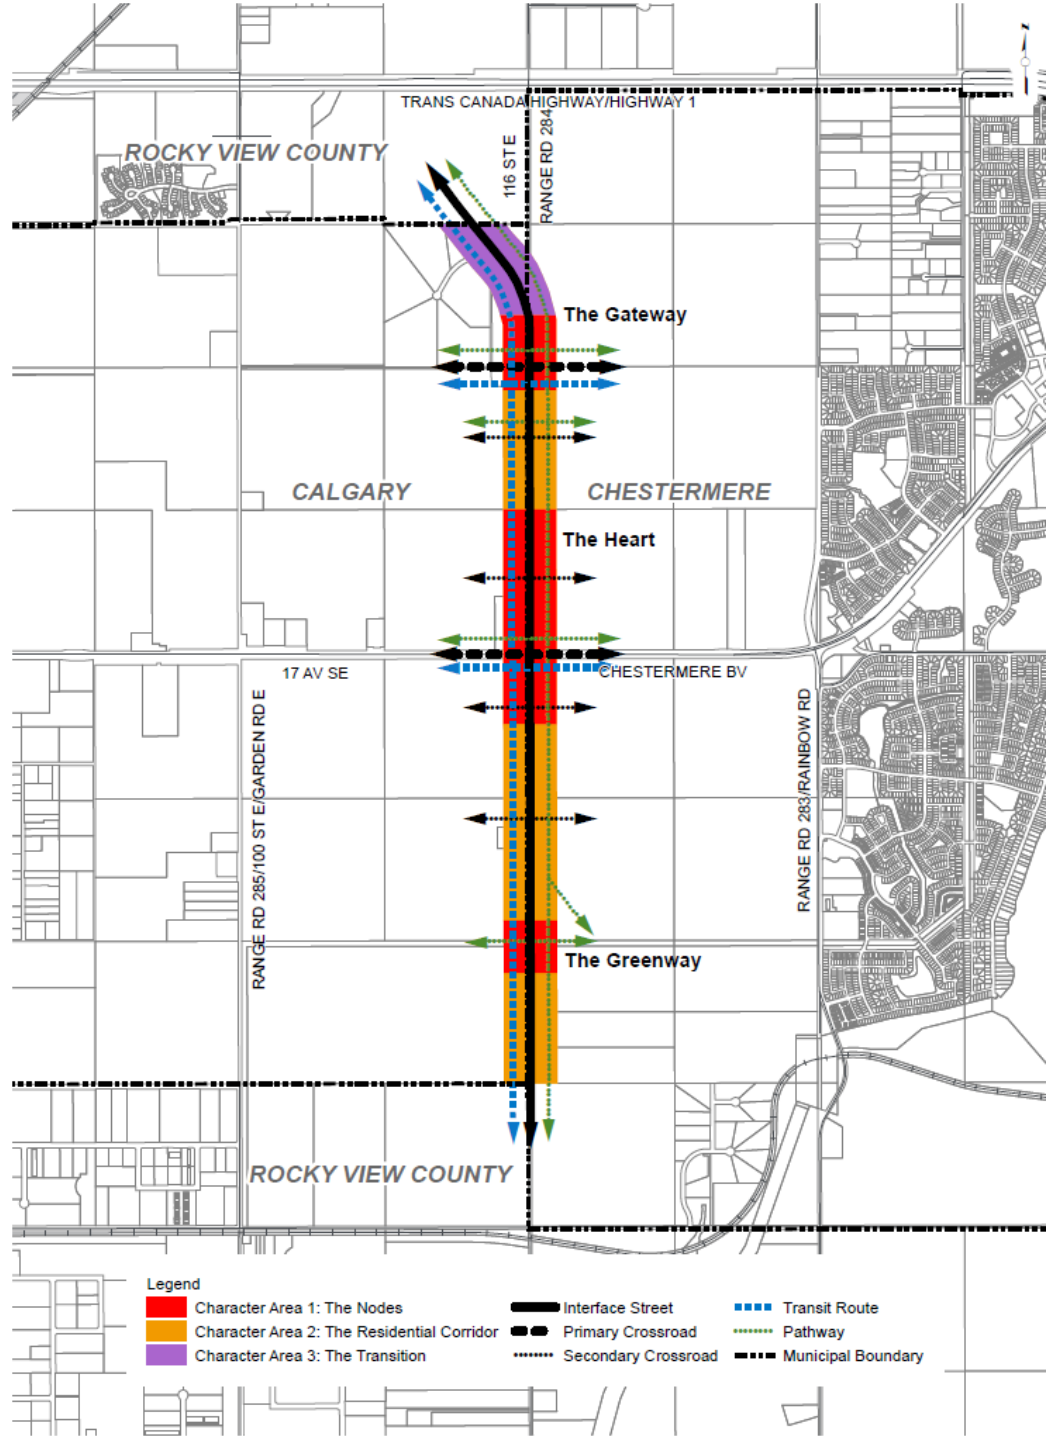 TRANS CANADA HIGHWAY/HIGHWAY 1
ROCKY VIEW COUNTY
116 ST E
RANGE RD 284
The Gateway
CALGARY
CHESTERMERE
The Heart
17 AV SE
CHESTERMERE BV
RANGE RD 285/100 ST E/GARDEN RD E
RANGE RD 283/RAINBOW RD
The Greenway
ROCKY VIEW COUNTY
Legend
Character Area 1: The Nodes
Character Area 2: The Residential Corridor
Character Area 3: The Transition
Interface Street
Primary Crossroad
Secondary Crossroad
Transit Route
Pathway
Municipal Boundary